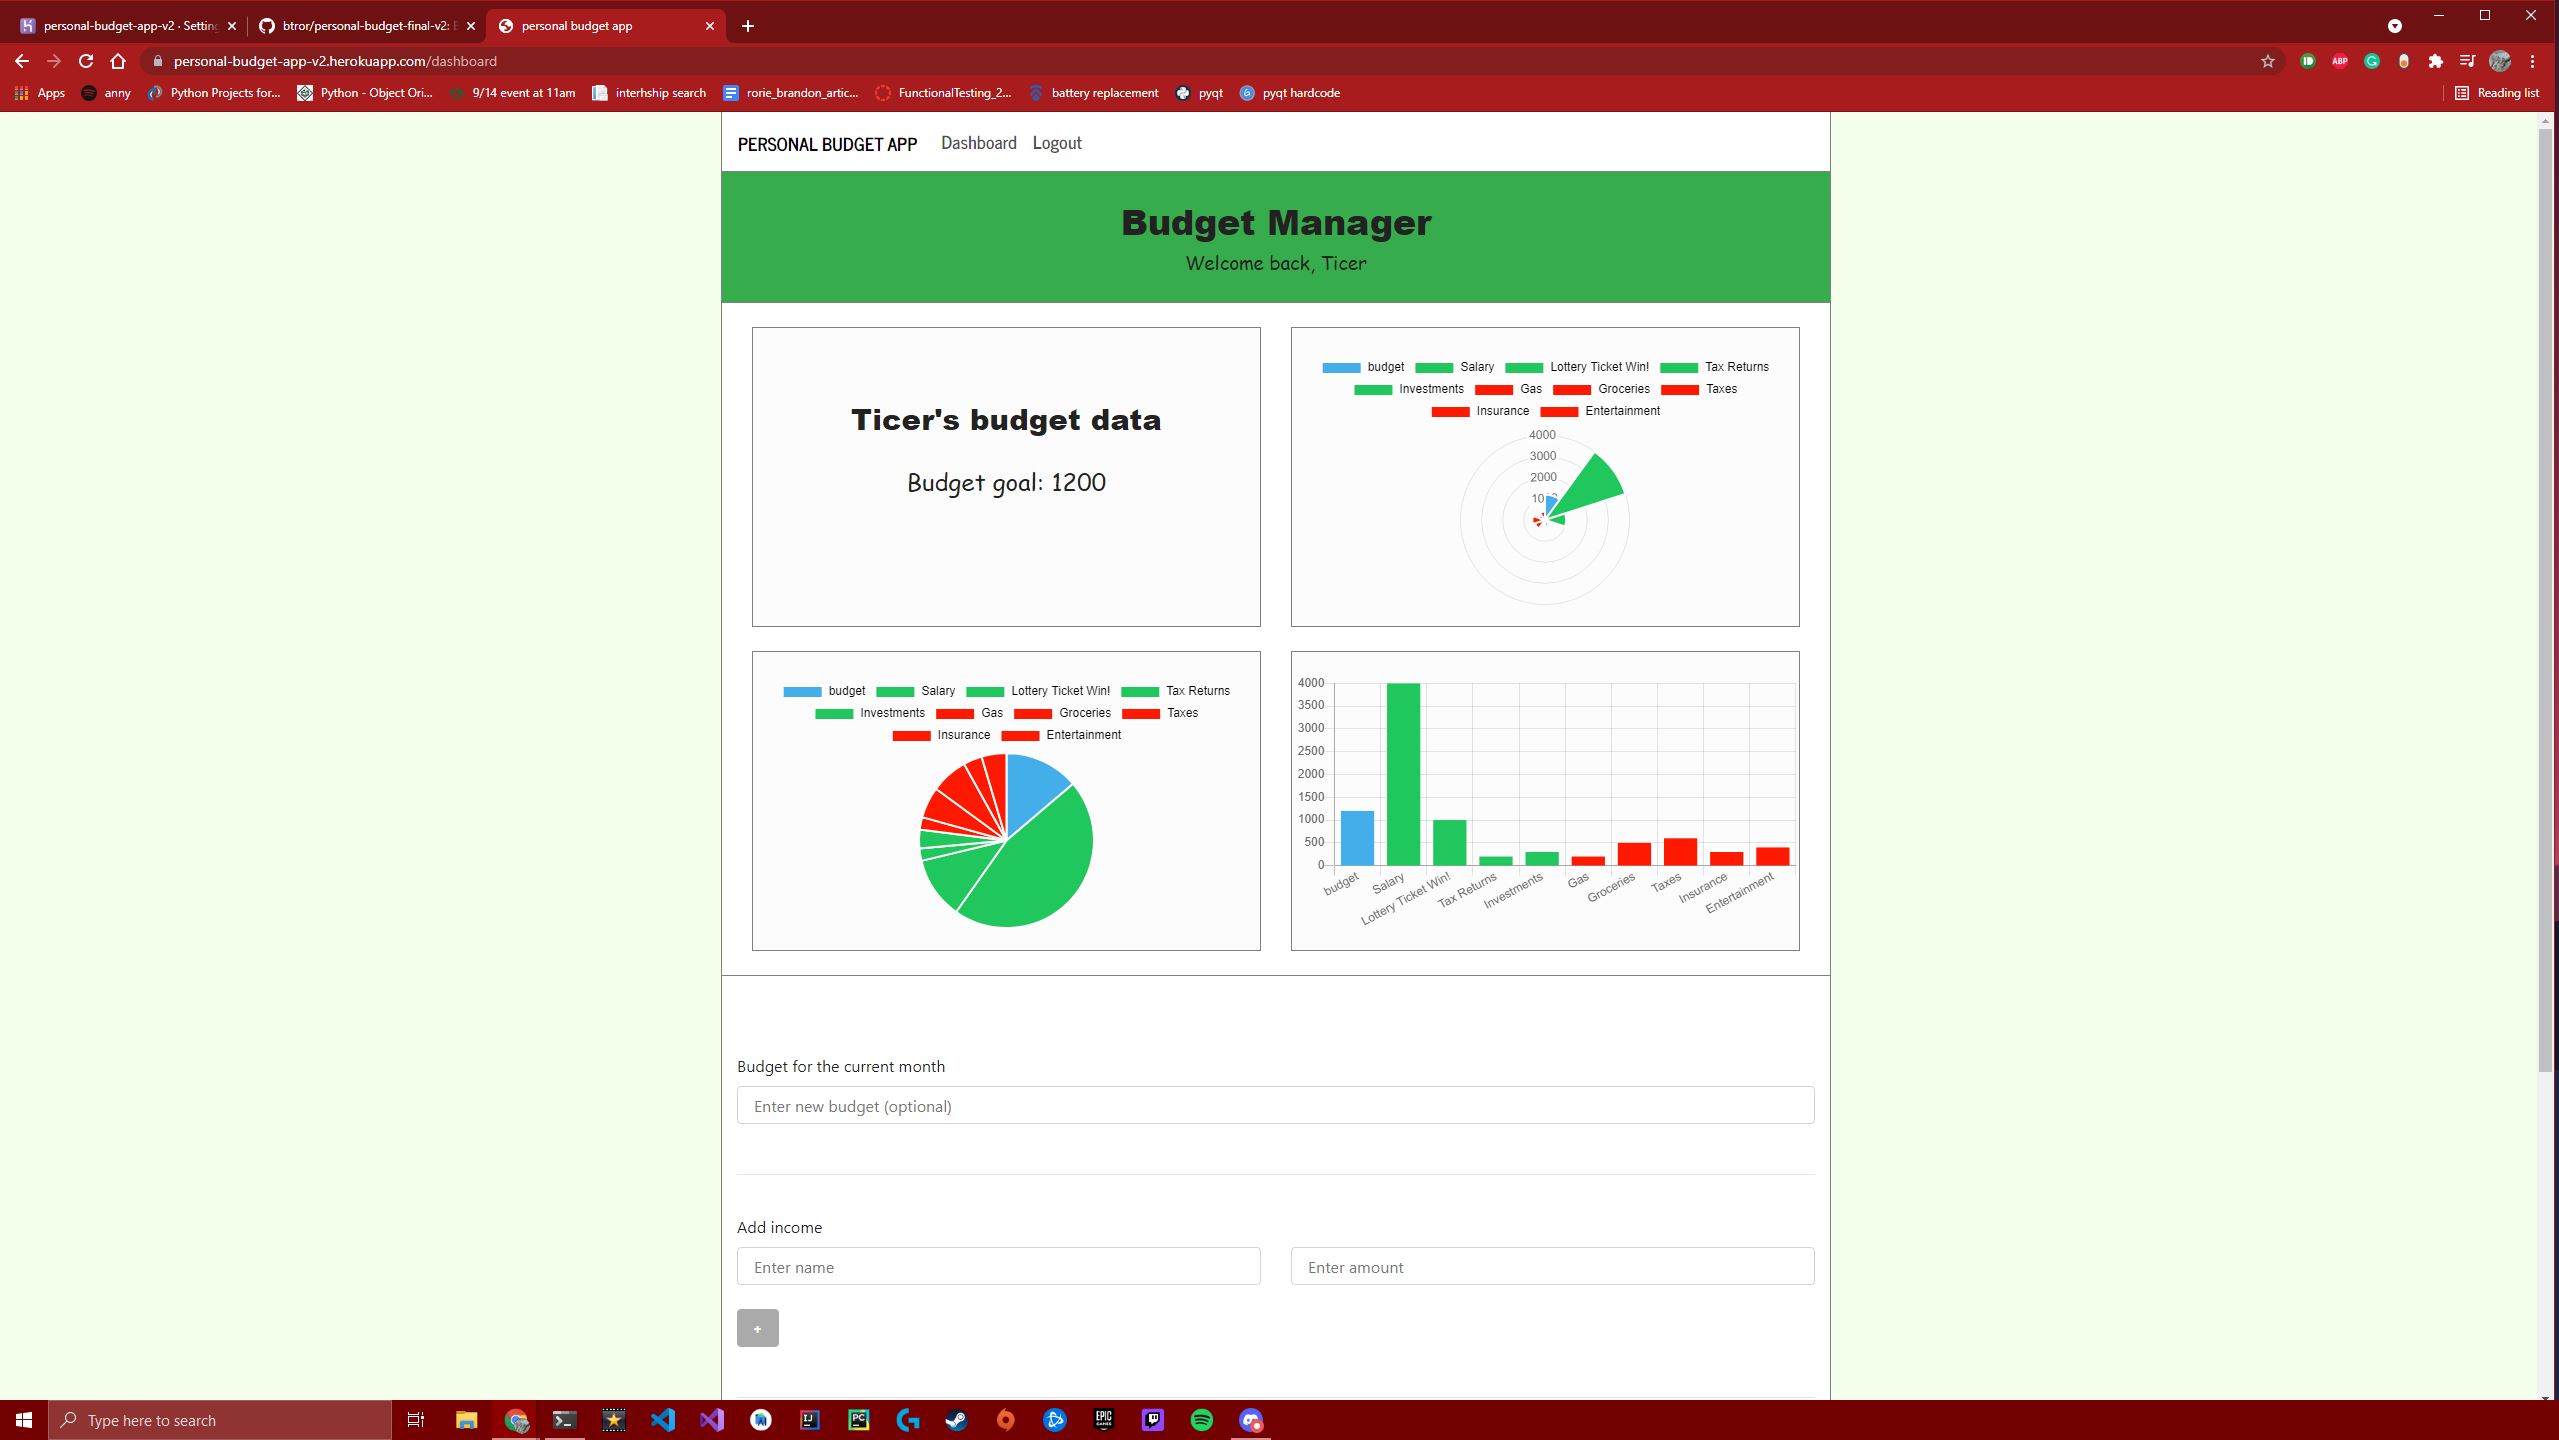 personal-budget-app-v2 · Setting
btror/personal-budget-final-v2:
personal budget app
personal-budget-app-v2.herokuapp.com/dashboard
Apps
anny
Python Projects for...
Python - Object Ori...
9/14 event at 11am
interhship search
rorie_brandon_artic...
FunctionalTesting_2...
battery replacement
pyqt
pyqt hardcode
Reading list
PERSONAL BUDGET APP
Dashboard
Logout
Budget Manager
Welcome back, Ticer
Ticer's budget data
Budget goal: 1200
budget Salary Lottery Ticket Win! Tax Returns
Investments Gas Groceries Taxes
Insurance Entertainment
4000
3000
2000
budget Salary Lottery Ticket Win! Tax Returns
Investments Gas Groceries Taxes
Insurance Entertainment
4000
3500
3000
2500
2000
1500
1000
500
0
budget
Salary
Lottery Ticket Win!
Tax Returns
Investments
Gas
Groceries
Taxes
Insurance
Entertainment
Budget for the current month
Enter new budget (optional)
Add income
Enter name
Enter amount
+
Type here to search